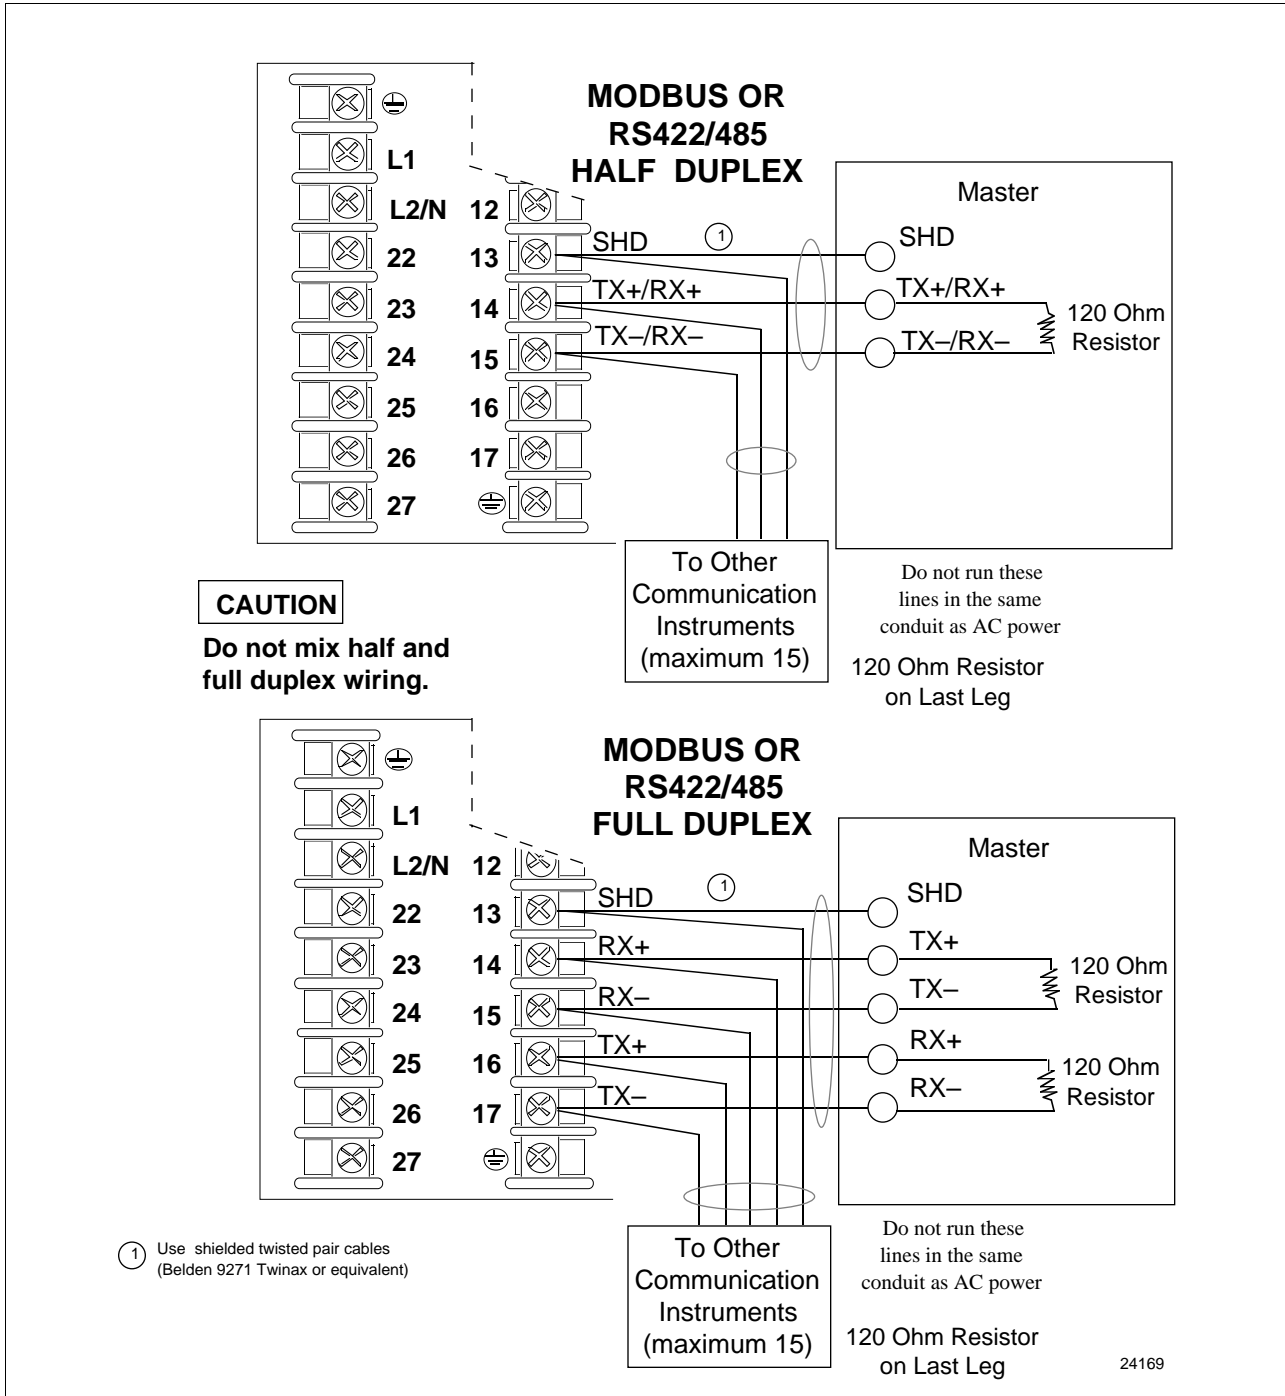 MODBUS OR
RS422/485
HALF DUPLEX
L1
L2/N 12
22 13
23 14
24 15
25 16
26 17
27
SHD
1
TX+/RX+
TX–/RX–
Master
SHD
TX+/RX+
TX–/RX–
120 Ohm
Resistor
To Other
Communication
Instruments
(maximum 15)
Do not run these
lines in the same
conduit as AC power
120 Ohm Resistor
on Last Leg
CAUTION
Do not mix half and
full duplex wiring.
MODBUS OR
RS422/485
FULL DUPLEX
L1
L2/N 12
22 13
23 14
24 15
25 16
26 17
27
SHD
1
RX+
RX–
TX+
TX–
Master
SHD
TX+
TX–
RX+
RX–
120 Ohm
Resistor
120 Ohm
Resistor
To Other
Communication
Instruments
(maximum 15)
Do not run these
lines in the same
conduit as AC power
120 Ohm Resistor
on Last Leg
1 Use shielded twisted pair cables
(Belden 9271 Twinax or equivalent)
24169